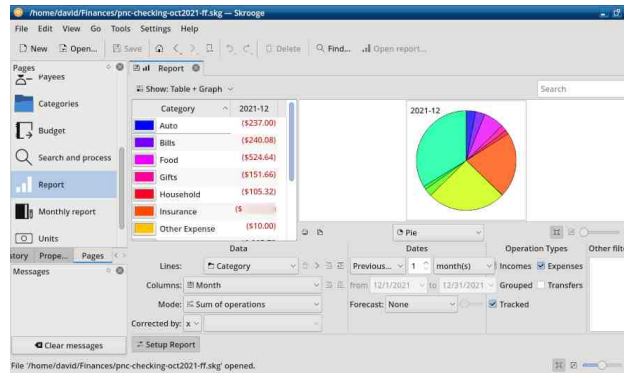 /home/david/Finances/pnc-checking-oct2021-ff.skg — Skrooge
File Edit View Go Tools Settings Help
New Open... Save Delete Find... Open report...
Pages
Payees
Categories
Budget
Search and process
Report
Monthly report
Units
story Prope... Pages
Messages
Clear messages
Report
Show: Table + Graph
Search
Category 2021-12
Auto ($237.00)
Bills ($240.08)
Food ($524.64)
Gifts ($151.66)
Household ($105.32)
Insurance ($
Other Expense ($10.00)
2021-12
Pie
Data Dates Operation Types Other filte
Lines: Category Previous... 1 month(s) Incomes Expenses
Columns: Month from 12/1/2021 to 12/31/2021 Grouped Transfers
Mode: Sum of operations Forecast: None Tracked
Corrected by: x
Setup Report
File '/home/david/Finances/pnc-checking-oct2021-ff.skg' opened.